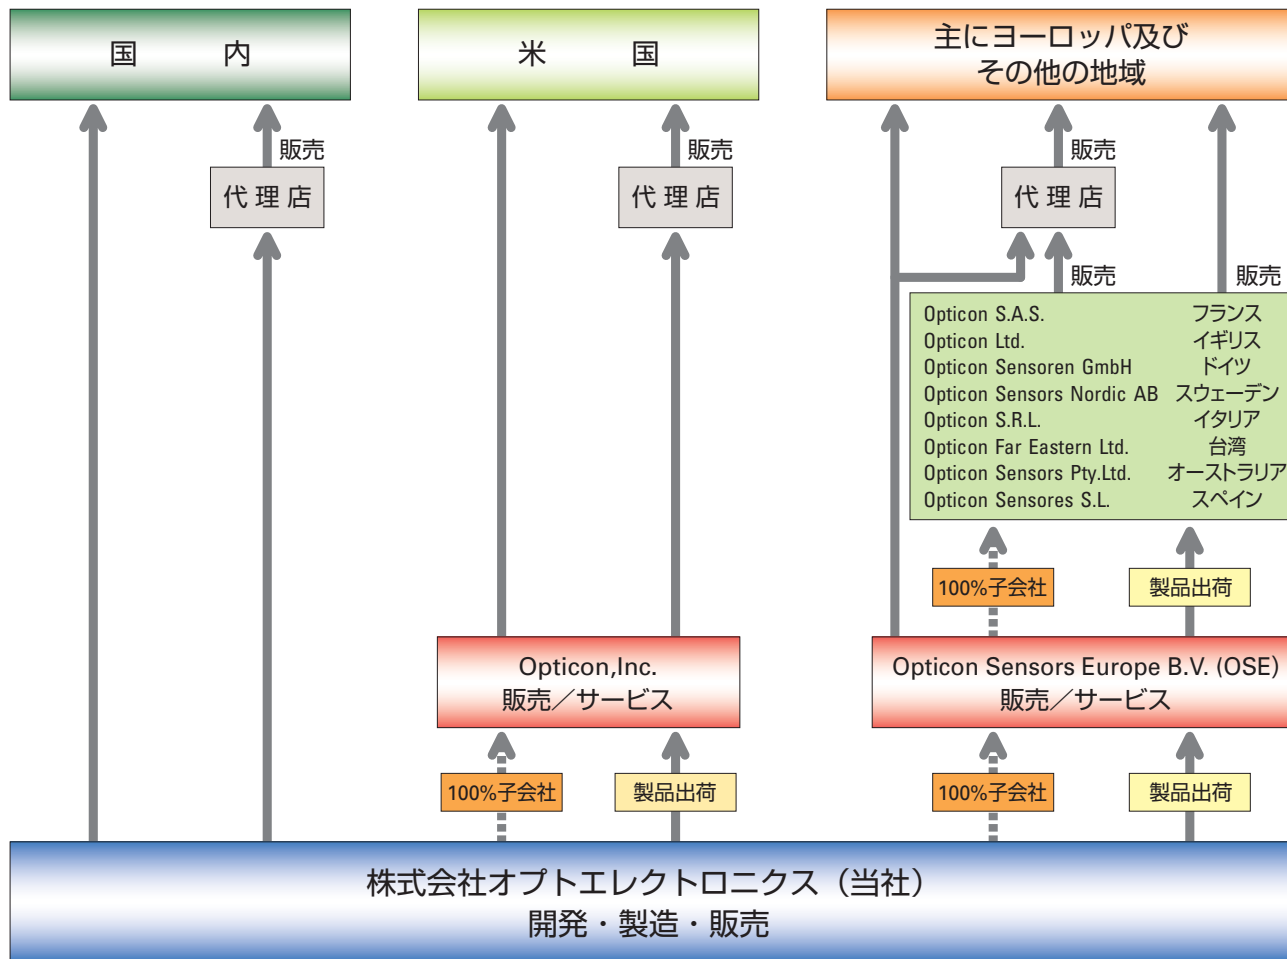 国　内
米　国
主にヨーロッパ及び
その他の地域
販売
販売
販売
代理店
代理店
代理店
販売
販売
Opticon S.A.S. フランス
Opticon Ltd. イギリス
Opticon Sensoren GmbH ドイツ
Opticon Sensors Nordic AB スウェーデン
Opticon S.R.L. イタリア
Opticon Far Eastern Ltd. 台湾
Opticon Sensors Pty.Ltd. オーストラリア
Opticon Sensores S.L. スペイン
100%子会社
製品出荷
Opticon,Inc.
販売／サービス
Opticon Sensors Europe B.V. (OSE)
販売／サービス
100%子会社
製品出荷
100%子会社
製品出荷
株式会社オプトエレクトロニクス（当社）
開発・製造・販売